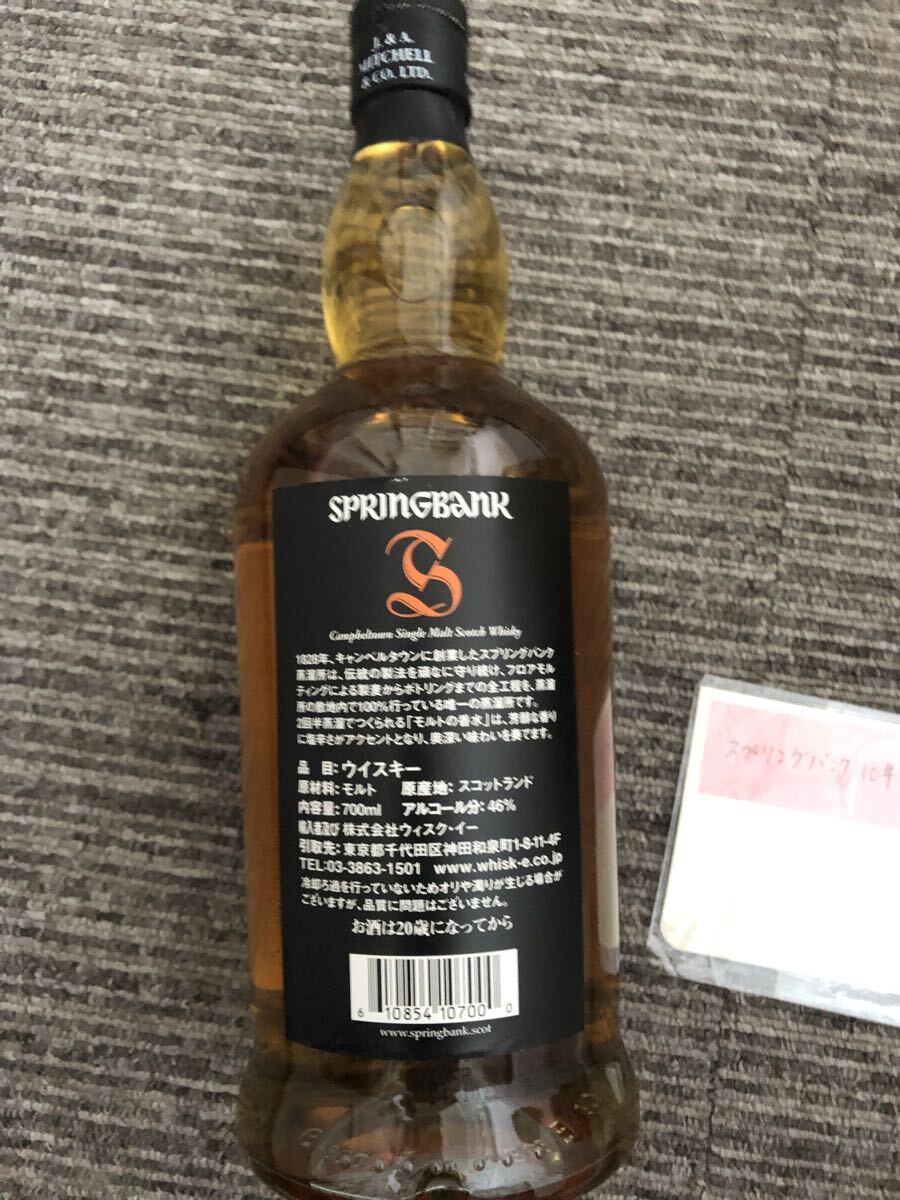 J. & A.
MITCHELL
& CO. LTD.
SPRINGBANK
S
Campbeltown Single Malt Scotch Whisky
1828年、キャンベルタウンに創業したスプリングバンク
蒸溜所は、伝統の製法を頑なに守り続け、フロアモル
ティングによる製麦からボトリングまでの全工程を、蒸溜
所の敷地内で100%行っている唯一の蒸溜所です。
2回半蒸溜でつくられる「モルトの香水」は、芳醇な香り
に塩辛さがアクセントとなり、奥深い味わいを奏でます。
品 目:ウイスキー
原材料:モルト 原産地:スコットランド
内容量:700ml アルコール分:46%
輸入者及び 株式会社ウィスク・イー
引取先:東京都千代田区神田和泉町1-8-11-4F
TEL:03-3863-1501 www.whisk-e.co.jp
冷却ろ過を行っていないためオリや濁りが生じる場合が
ございますが、品質に問題はございません。
お酒は20歳になってから
6 10854 10700 0
www.springbank.scot
スプリングバンク 10年